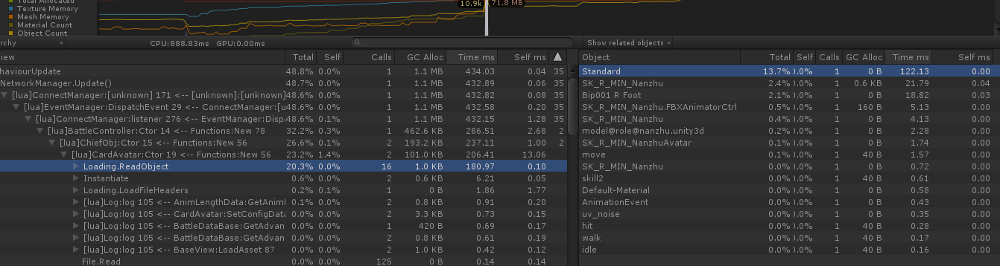 Total Allocated
Texture Memory
Mesh Memory
Material Count
Object Count
10.9k 71.8 MB
rchy CPU:888.83ms GPU:0.00ms Show related objects
iew Total Self Calls GC Alloc Time ms Self ms
haviourUpdate 48.8% 0.0% 1 1.1 MB 434.03 0.04 35
NetworkManager.Update() 48.7% 0.0% 1 1.1 MB 432.89 0.06 35
[lua]ConnectManager:[unknown] 171 <-- [unknown]:[unknown] 48.6% 0.0% 1 1.1 MB 432.82 0.08 35
[lua]EventManager:DispatchEvent 29 <-- ConnectManager:[u 48.6% 0.0% 1 1.1 MB 432.58 0.20 35
[lua]ConnectManager:listener 276 <-- EventManager:Disp 48.6% 0.1% 1 1.1 MB 432.15 1.28 35
[lua]BattleController:Ctor 14 <-- Functions:New 78 32.2% 0.3% 1 462.6 KB 286.51 2.68 2
[lua]ChiefObj:Ctor 15 <-- Functions:New 56 26.6% 0.1% 2 193.2 KB 237.11 1.00 2
[lua]CardAvatar:Ctor 19 <-- Functions:New 56 23.2% 1.4% 2 101.0 KB 206.41 13.06
Loading.ReadObject 20.3% 0.0% 16 1.0 KB 180.97 0.10
Instantiate 0.6% 0.0% 2 0.6 KB 6.21 0.05
Loading.LoadFileHeaders 0.2% 0.1% 1 0 B 1.86 1.77
[lua]Log:log 105 <-- AnimLengthData:GetAnimL 0.1% 0.0% 2 0.8 KB 0.91 0.20
[lua]Log:log 105 <-- CardAvatar:SetConfigData 0.0% 0.0% 2 3.3 KB 0.73 0.15
[lua]Log:log 105 <-- BattleDataBase:GetAdvan 0.0% 0.0% 1 420 B 0.69 0.17
[lua]Log:log 105 <-- BattleDataBase:GetAdvan 0.0% 0.0% 2 0.8 KB 0.61 0.19
[lua]Log:log 105 <-- BaseView:LoadAsset 87 0.0% 0.0% 2 1.0 KB 0.42 0.12
File.Read 0.0% 0.0% 125 0 B 0.14 0.14
Object Total Self Calls GC Alloc Time ms Self ms
Standard 13.7% ).0% 1 0 B 122.13 0.00
SK_R_MIN_Nanzhu 2.4% ).0% 1 0.6 KB 21.79 0.04
Bip001 R Foot 2.1% ).0% 1 0 B 18.82 0.03
SK_R_MIN_Nanzhu.FBXAnimatorCtrl 0.5% ).0% 1 160 B 5.13 0.00
SK_R_MIN_Nanzhu 0.4% ).0% 1 0 B 4.13 0.00
model@role@nanzhu.unity3d 0.2% ).0% 1 0 B 2.28 0.00
SK_R_MIN_NanzhuAvatar 0.1% ).0% 1 0 B 1.74 0.00
move 0.1% ).0% 1 40 B 1.57 0.00
SK_R_MIN_Nanzhu 0.0% ).0% 1 0 B 0.72 0.00
skill2 0.0% ).0% 1 40 B 0.61 0.00
Default-Material 0.0% ).0% 1 0 B 0.58 0.00
AnimationEvent 0.0% ).0% 1 0 B 0.43 0.00
uv_noise 0.0% ).0% 1 0 B 0.35 0.00
hit 0.0% ).0% 1 40 B 0.28 0.00
walk 0.0% ).0% 1 40 B 0.17 0.00
idle 0.0% ).0% 1 40 B 0.16 0.00